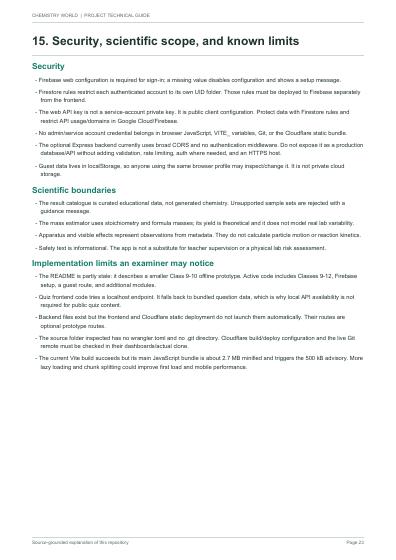 CHEMISTRY WORLD | PROJECT TECHNICAL GUIDE
15. Security, scientific scope, and known limits
Security
- Firebase web configuration is required for sign-in; a missing value disables configuration and shows a setup message.
- Firestore rules restrict each authenticated account to its own UID folder. Those rules must be deployed to Firebase separately
from the frontend.
- The web API key is not a service-account private key. It is public client configuration. Protect data with Firestore rules and
restrict API usage/domains in Google Cloud/Firebase.
- No admin/service account credential belongs in browser JavaScript, VITE_ variables, Git, or the Cloudflare static bundle.
- The optional Express backend currently uses broad CORS and no authentication middleware. Do not expose it as a production
database/API without adding validation, rate limiting, auth where needed, and an HTTPS host.
- Guest data lives in localStorage, so anyone using the same browser profile may inspect/change it. It is not private cloud
storage.
Scientific boundaries
- The result catalogue is curated educational data, not generated chemistry. Unsupported sample sets are rejected with a
guidance message.
- The mass estimator uses stoichiometry and formula masses; its yield is theoretical and it does not model real lab variability.
- Apparatus and visible effects represent observations from metadata. They do not calculate particle motion or reaction kinetics.
- Safety text is informational. The app is not a substitute for teacher supervision or a physical lab risk assessment.
Implementation limits an examiner may notice
- The README is partly stale: it describes a smaller Class 9-10 offline prototype. Active code includes Classes 9-12, Firebase
setup, a guest route, and additional modules.
- Quiz frontend code tries a localhost endpoint. It falls back to bundled question data, which is why local API availability is not
required for public quiz content.
- Backend files exist but the frontend and Cloudflare static deployment do not launch them automatically. Their routes are
optional prototype routes.
- The source folder inspected has no wrangler.toml and no .git directory. Cloudflare build/deploy configuration and the live Git
remote must be checked in their dashboards/actual clone.
- The current Vite build succeeds but its main JavaScript bundle is about 2.7 MB minified and triggers the 500 kB advisory. More
lazy loading and chunk splitting could improve first load and mobile performance.
Source-grounded explanation of this repository
Page 23